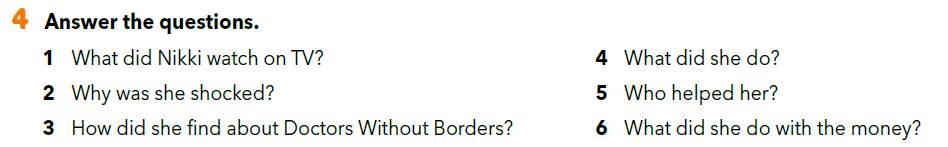 4 Answer the questions.
1 What did Nikki watch on TV?
2 Why was she shocked?
3 How did she find about Doctors Without Borders?
4 What did she do?
5 Who helped her?
6 What did she do with the money?